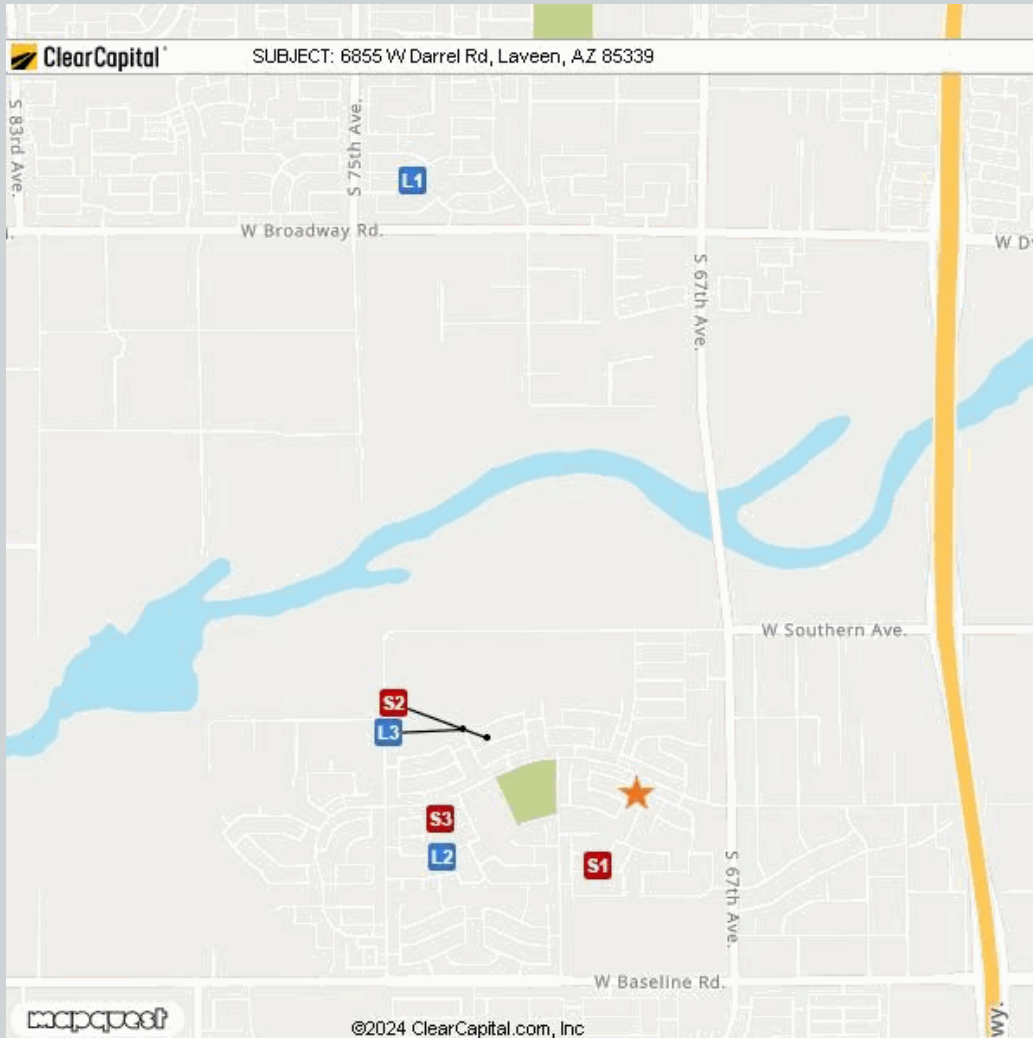 ClearCapital
SUBJECT: 6855 W Darrel Rd, Laveen, AZ 85339
S 83rd Ave.
S 75th Ave.
L1
W Broadway Rd.
S 67th Ave.
S2
L3
W Southern Ave.
S3
L2
S1
S 67th Ave.
W Baseline Rd.
wy.
mapquest
©2024 ClearCapital.com, Inc